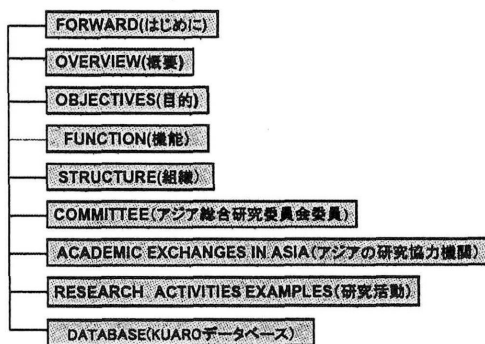 FORWARD(はじめに)
OVERVIEW(概要)
OBJECTIVES(目的)
FUNCTION(機能)
STRUCTURE(組織)
COMMITTEE(アジア総合研究委員会委員)
ACADEMIC EXCHANGES IN ASIA(アジアの研究協力機関)
RESEARCH ACTIVITIES EXAMPLES(研究活動)
DATABASE(KUAROデータベース)